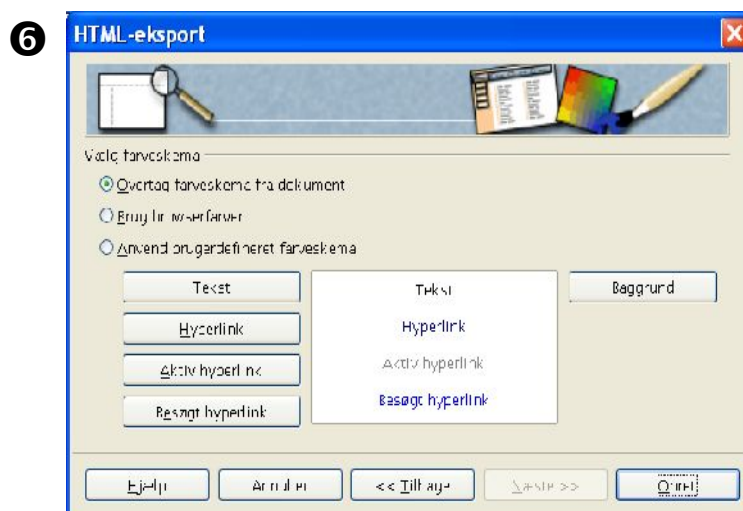 ❻
HTML-eksport
Vælg farveskema
Overtag farveskema fra dokument
Brug browserfarver
Anvend brugerdefineret farveskema
Tekst Tekst Baggrund
Hyperlink Hyperlink
Aktiv hyperlink Aktiv hyperlink
Besøgt hyperlink Besøgt hyperlink
Hjælp Annuller << Tilbage Næste >> Opret